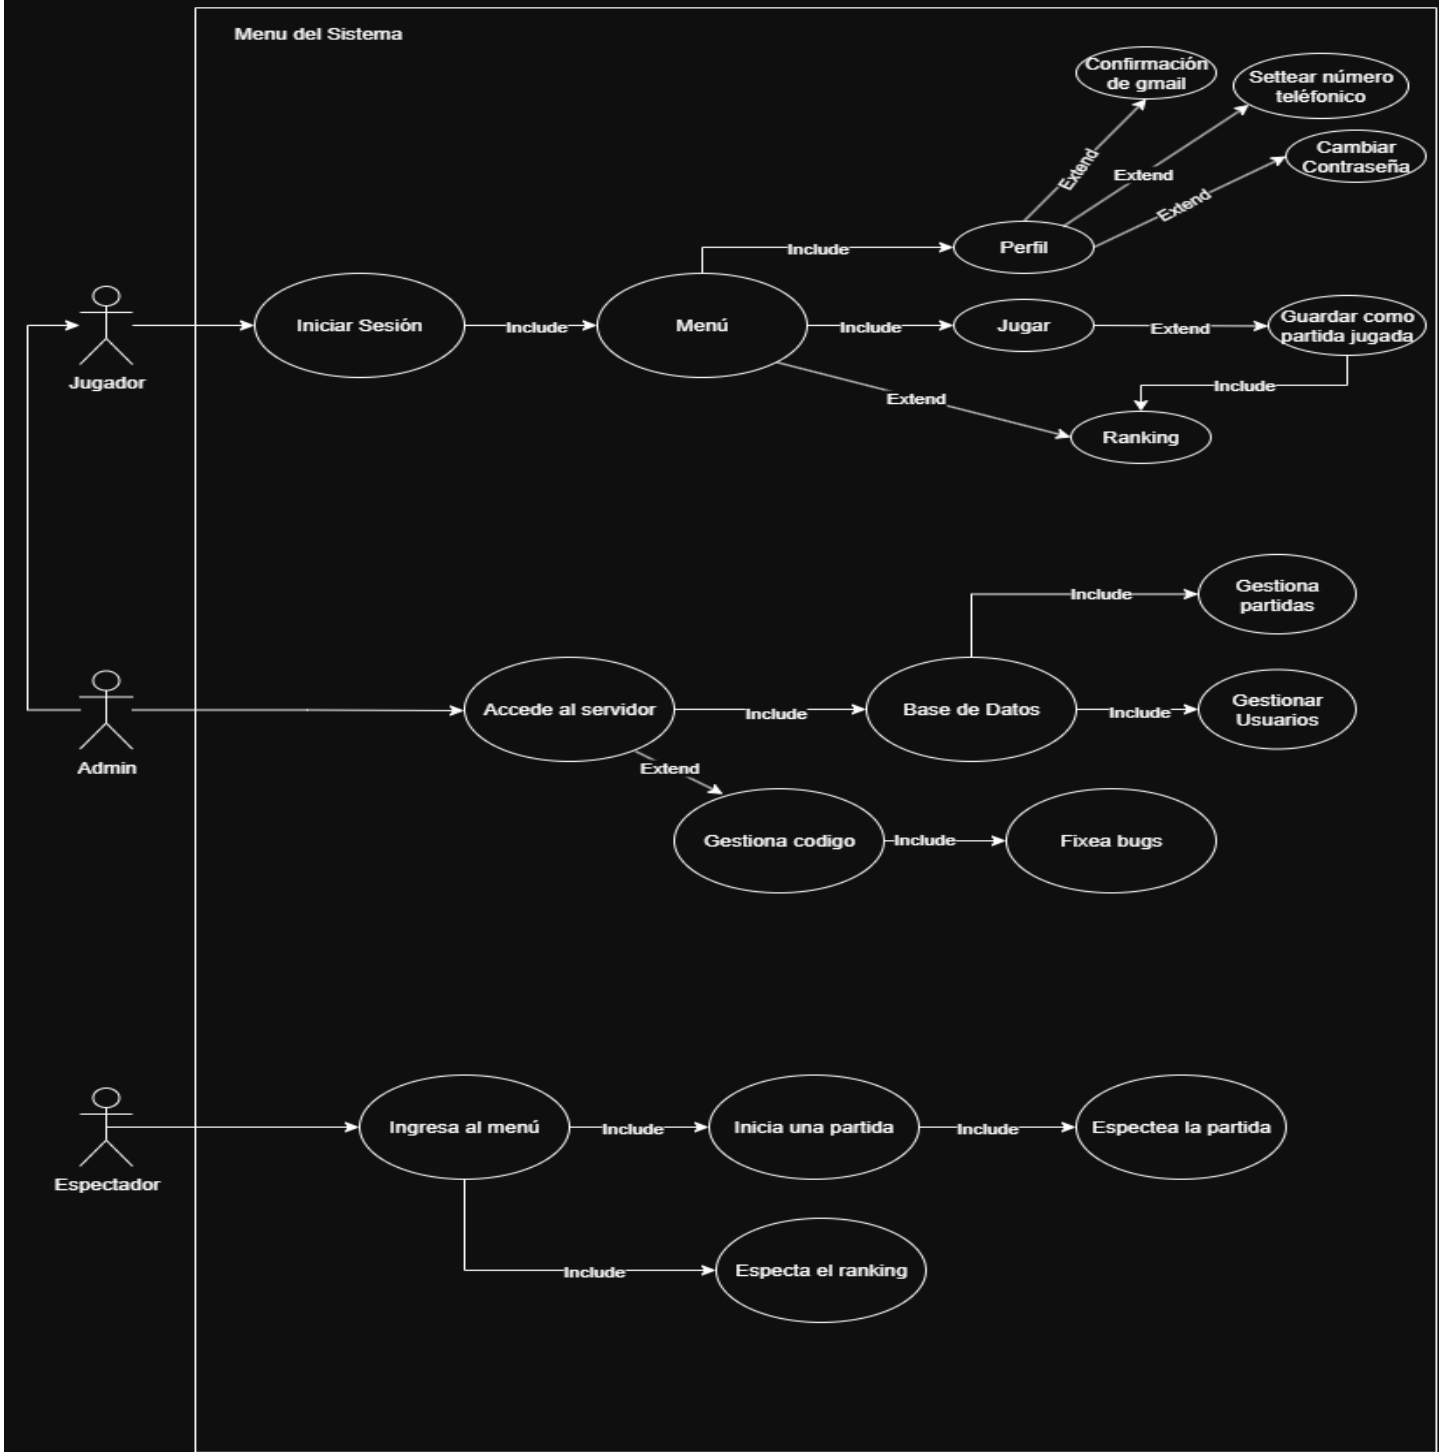 Menu del Sistema
Confirmación
de gmail
Settear número
teléfonico
Cambiar
Contraseña
Extend
Extend
Extend
Include
Perfil
Jugador
Iniciar Sesión
Include
Menú
Include
Jugar
Extend
Guardar como
partida jugada
Include
Extend
Ranking
Include
Gestiona
partidas
Admin
Accede al servidor
Include
Base de Datos
Include
Gestionar
Usuarios
Extend
Gestiona codigo
Include
Fixea bugs
Espectador
Ingresa al menú
Include
Inicia una partida
Include
Espectea la partida
Include
Especta el ranking